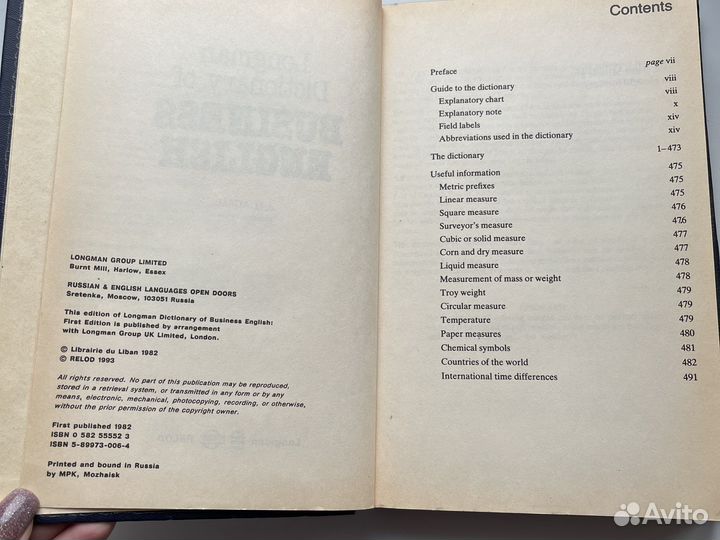 LONGMAN GROUP LIMITED
Burnt Mill, Harlow, Essex
RUSSIAN & ENGLISH LANGUAGES OPEN DOORS
Sretenka, Moscow, 103051 Russia
This edition of Longman Dictionary of Business English:
First Edition is published by arrangement
with Longman Group UK Limited, London.
© Librairie du Liban 1982
© RELOD 1993
All rights reserved. No part of this publication may be reproduced,
stored in a retrieval system, or transmitted in any form or by any
means, electronic, mechanical, photocopying, recording, or otherwise,
without the prior permission of the copyright owner.
First published 1982
ISBN 0 582 55552 3
ISBN 5-89973-006-4
Printed and bound in Russia
by MPK, Mozhaisk
Contents
Preface page vii
Guide to the dictionary viii
Explanatory chart viii
Explanatory note x
Field labels xiv
Abbreviations used in the dictionary xiv
The dictionary 1–473
Useful information 475
Metric prefixes 475
Linear measure 475
Square measure 476
Surveyor's measure 476
Cubic or solid measure 477
Corn and dry measure 477
Liquid measure 478
Measurement of mass or weight 478
Troy weight 479
Circular measure 479
Temperature 479
Paper measures 480
Chemical symbols 481
Countries of the world 482
International time differences 491
Avito